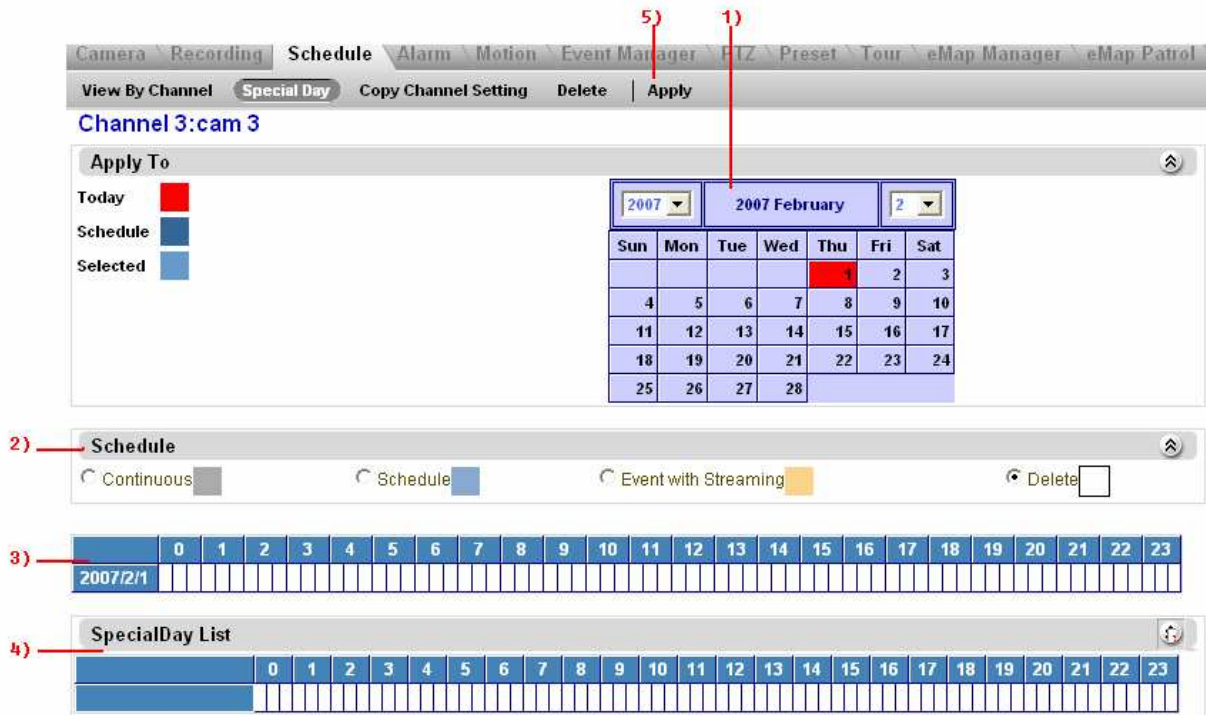 5) 1)
Camera Recording Schedule Alarm Motion Event Manager PTZ Preset Tour eMap Manager eMap Patrol
View By Channel Special Day Copy Channel Setting Delete Apply
Channel 3:cam 3
Apply To
Today
Schedule
Selected
2007 2007 February 2
Sun Mon Tue Wed Thu Fri Sat
1 2 3
4 5 6 7 8 9 10
11 12 13 14 15 16 17
18 19 20 21 22 23 24
25 26 27 28
2) Schedule
Continuous Schedule Event with Streaming Delete
3) 0 1 2 3 4 5 6 7 8 9 10 11 12 13 14 15 16 17 18 19 20 21 22 23
2007/2/1
4) SpecialDay List
0 1 2 3 4 5 6 7 8 9 10 11 12 13 14 15 16 17 18 19 20 21 22 23